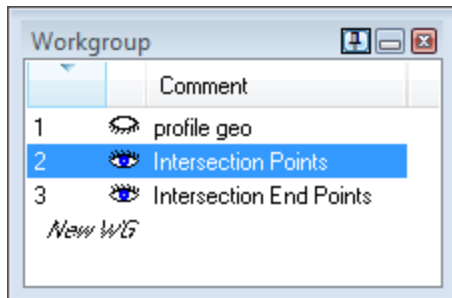 Workgroup
Comment
1 profile geo
2 Intersection Points
3 Intersection End Points
New WG